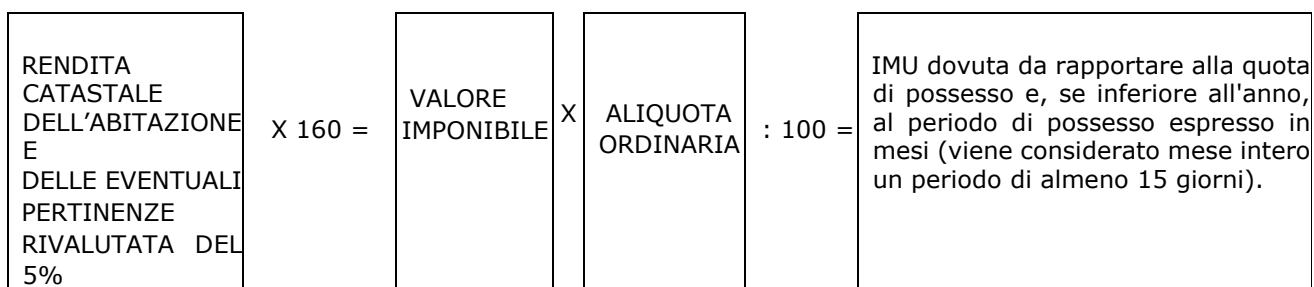 RENDITA
CATASTALE
DELL’ABITAZIONE
E
DELLE EVENTUALI
PERTINENZE
RIVALUTATA DEL
5%
X 160 =
VALORE
IMPONIBILE
X
ALIQUOTA
ORDINARIA
: 100 =
IMU dovuta da rapportare alla quota
di possesso e, se inferiore all'anno,
al periodo di possesso espresso in
mesi (viene considerato mese intero
un periodo di almeno 15 giorni).